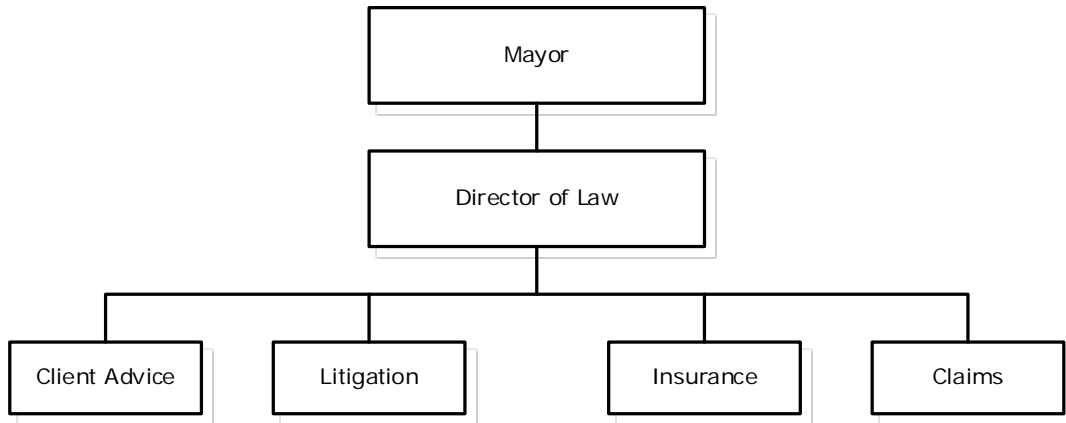 Mayor
Director of Law
Client Advice
Litigation
Insurance
Claims